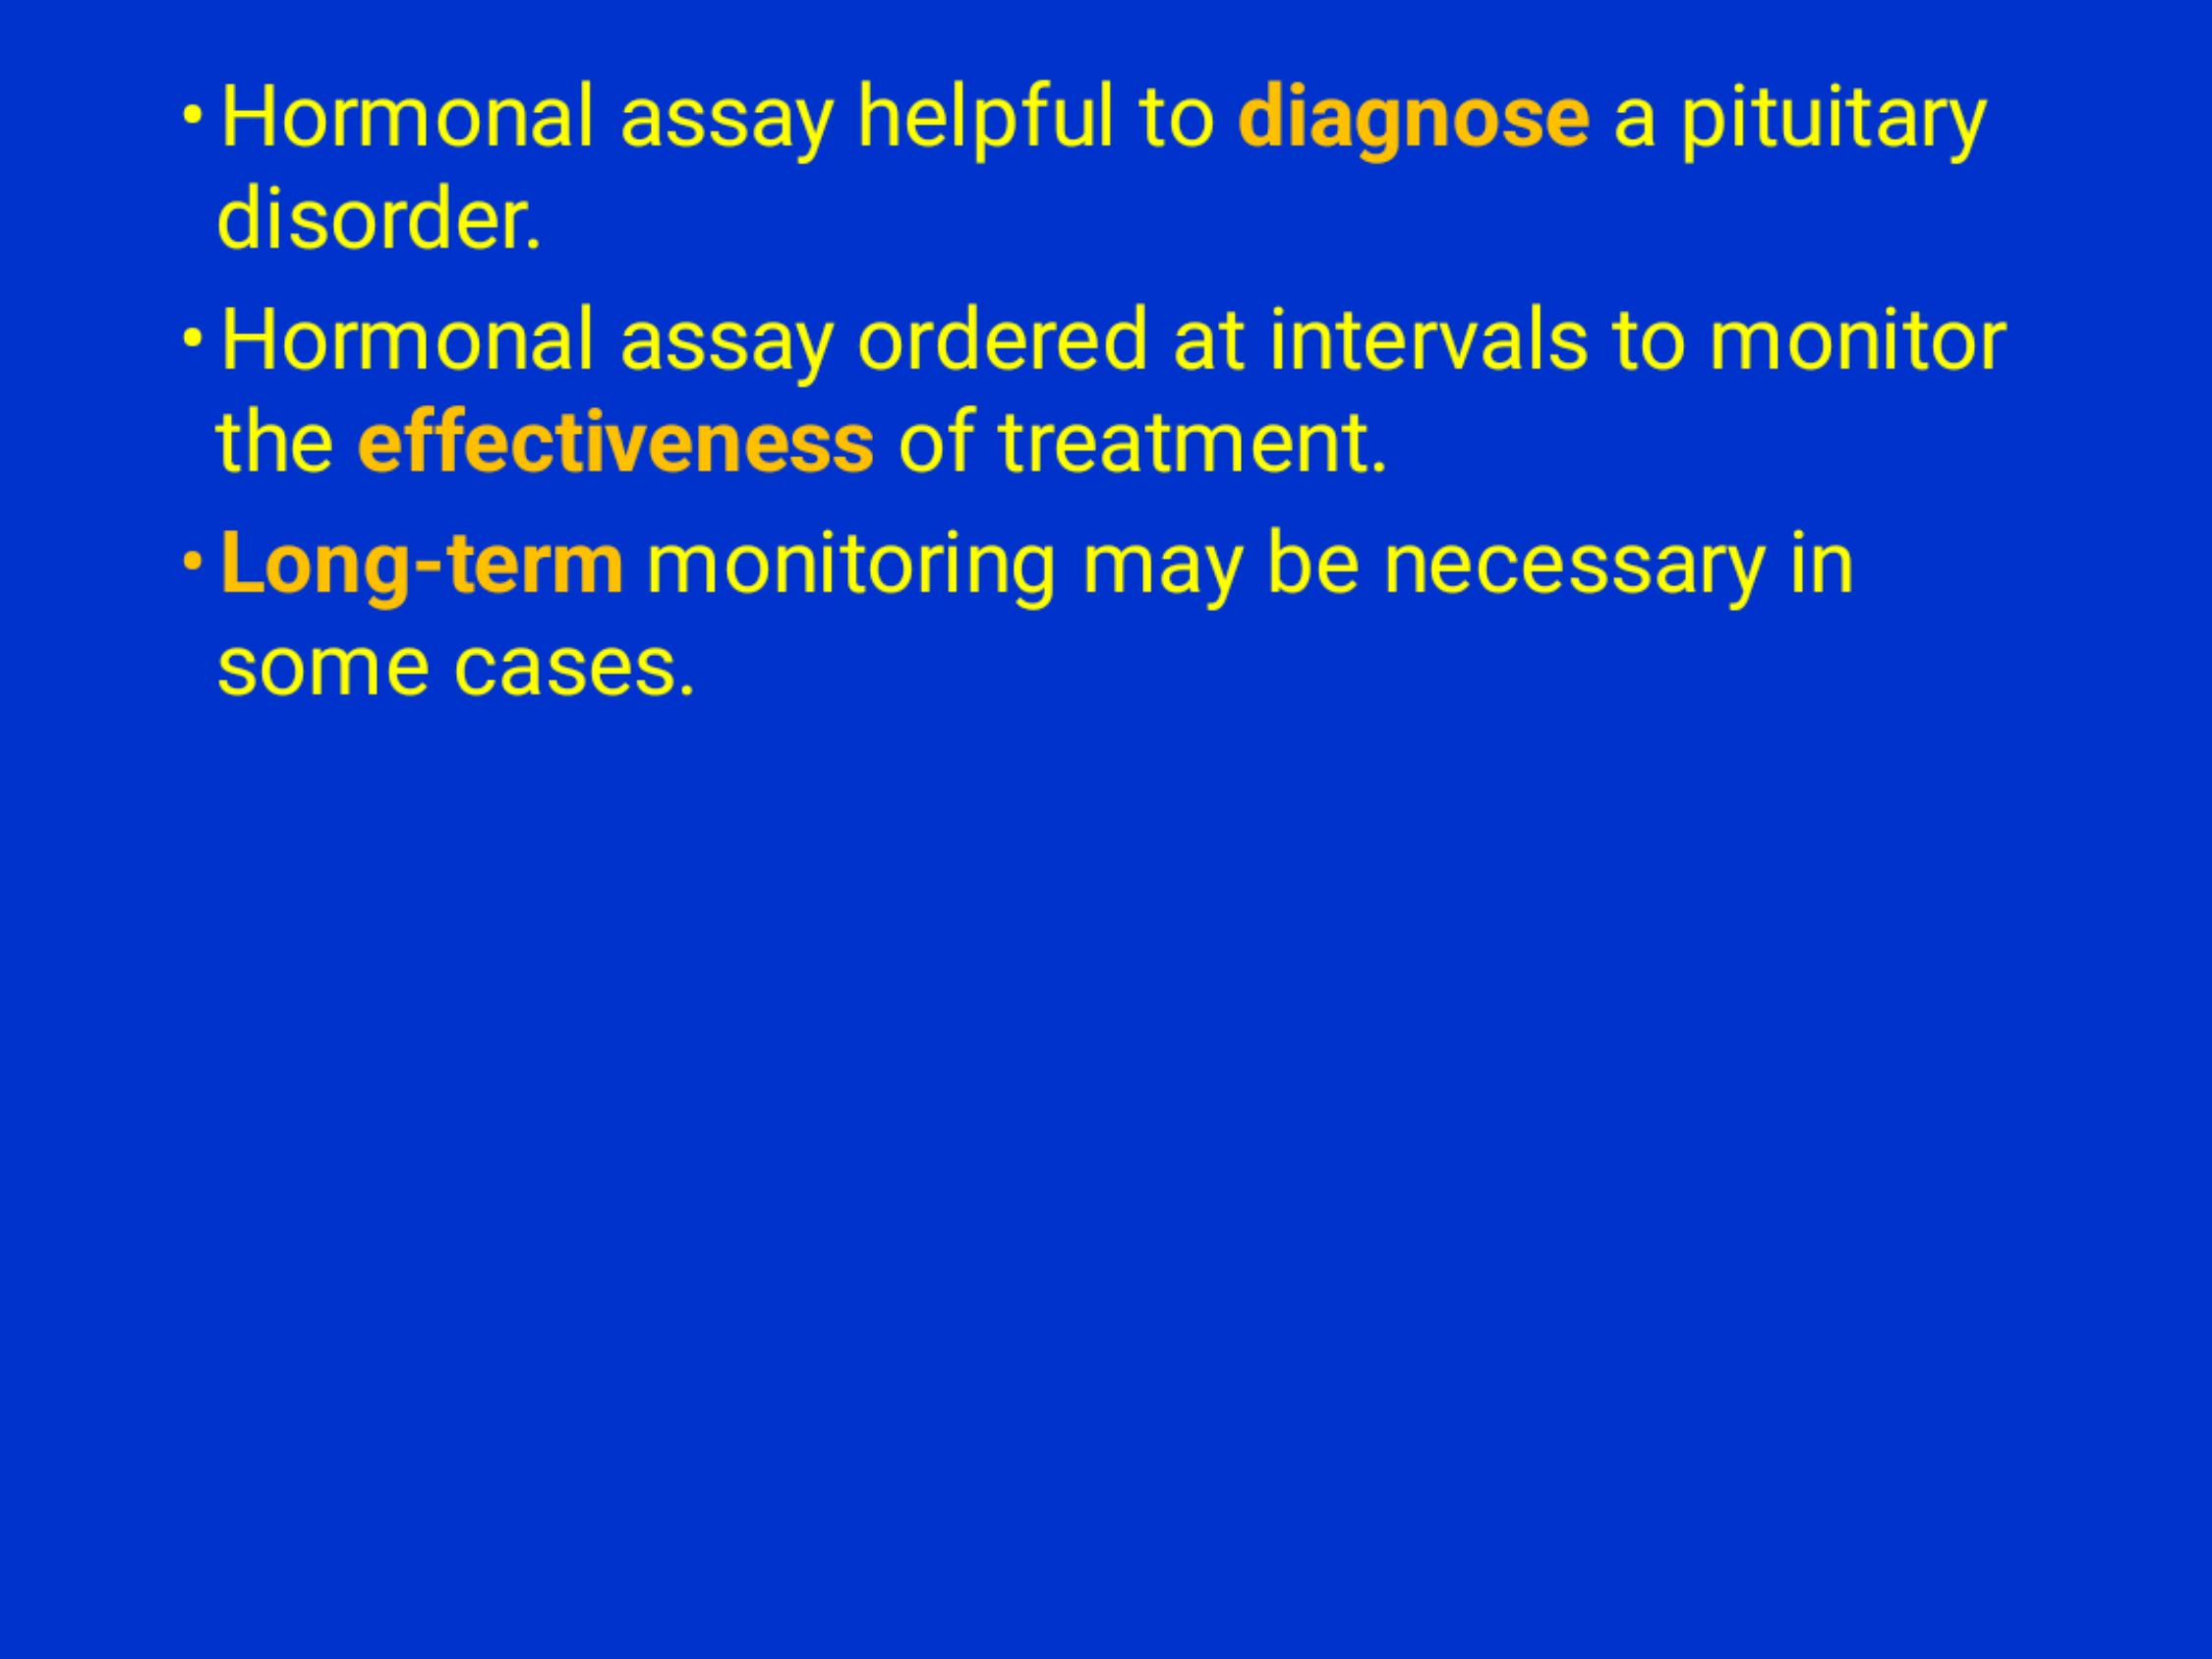 • Hormonal assay helpful to diagnose a pituitary
disorder.
• Hormonal assay ordered at intervals to monitor
the effectiveness of treatment.
• Long-term monitoring may be necessary in
some cases.